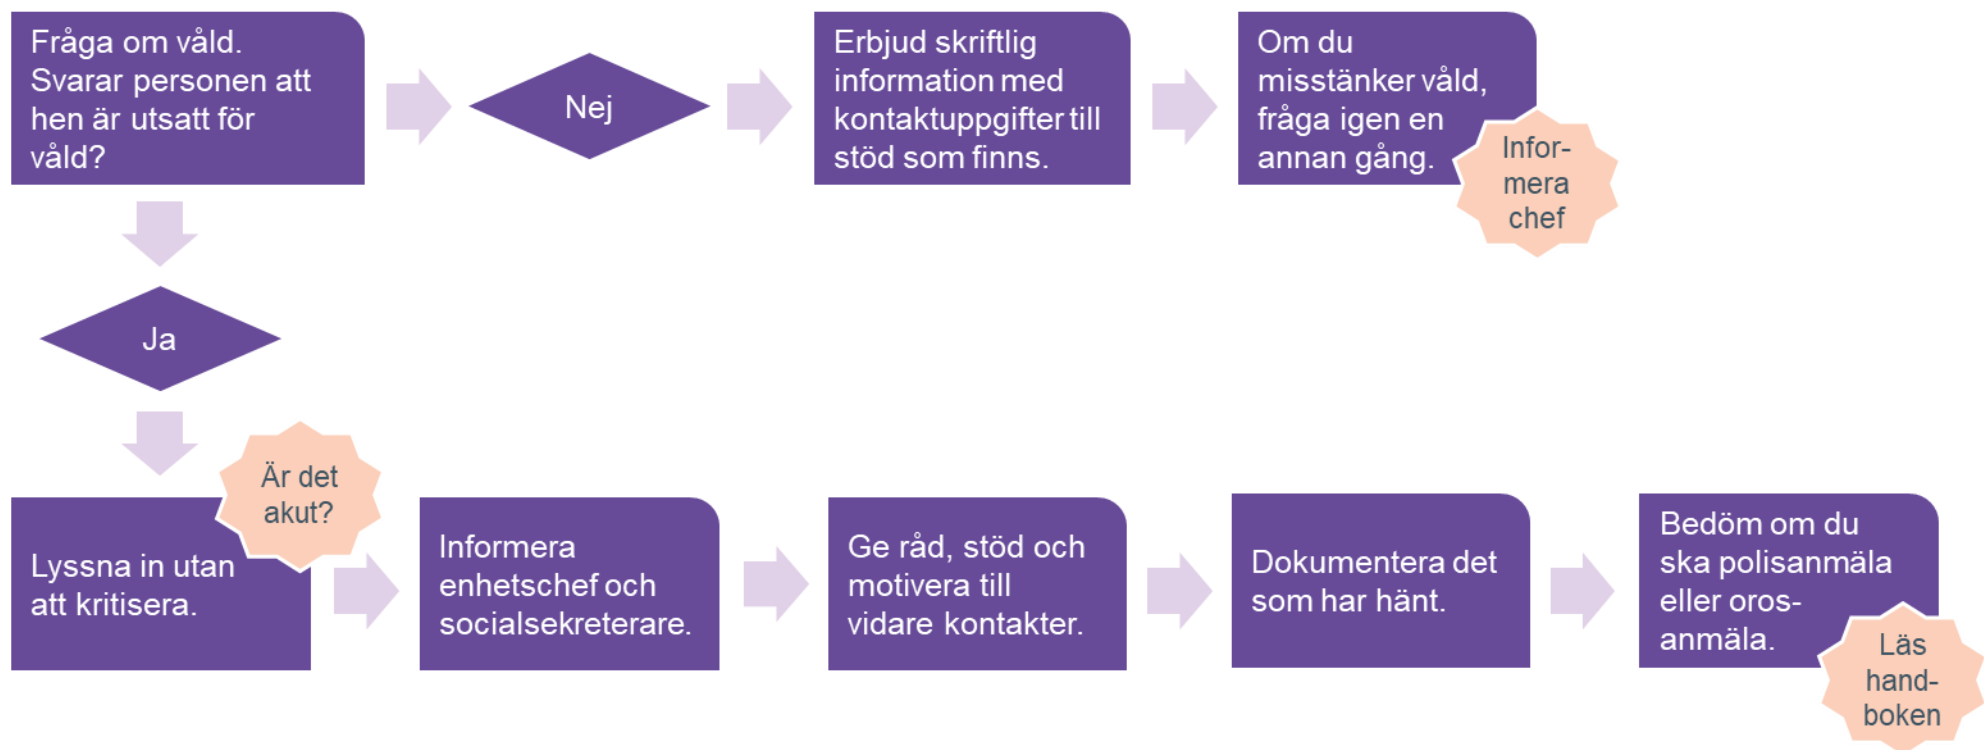 Fråga om våld.
Svarar personen att
hen är utsatt för
våld?
Nej
Erbjud skriftlig
information med
kontaktuppgifter till
stöd som finns.
Om du
misstänker våld,
fråga igen en
annan gång.
Infor-
mera
chef
Ja
Är det
akut?
Lyssna in utan
att kritisera.
Informera
enhetschef och
socialsekreterare.
Ge råd, stöd och
motivera till
vidare kontakter.
Dokumentera det
som har hänt.
Bedöm om du
ska polisanmäla
eller oros-
anmäla.
Läs
hand-
boken